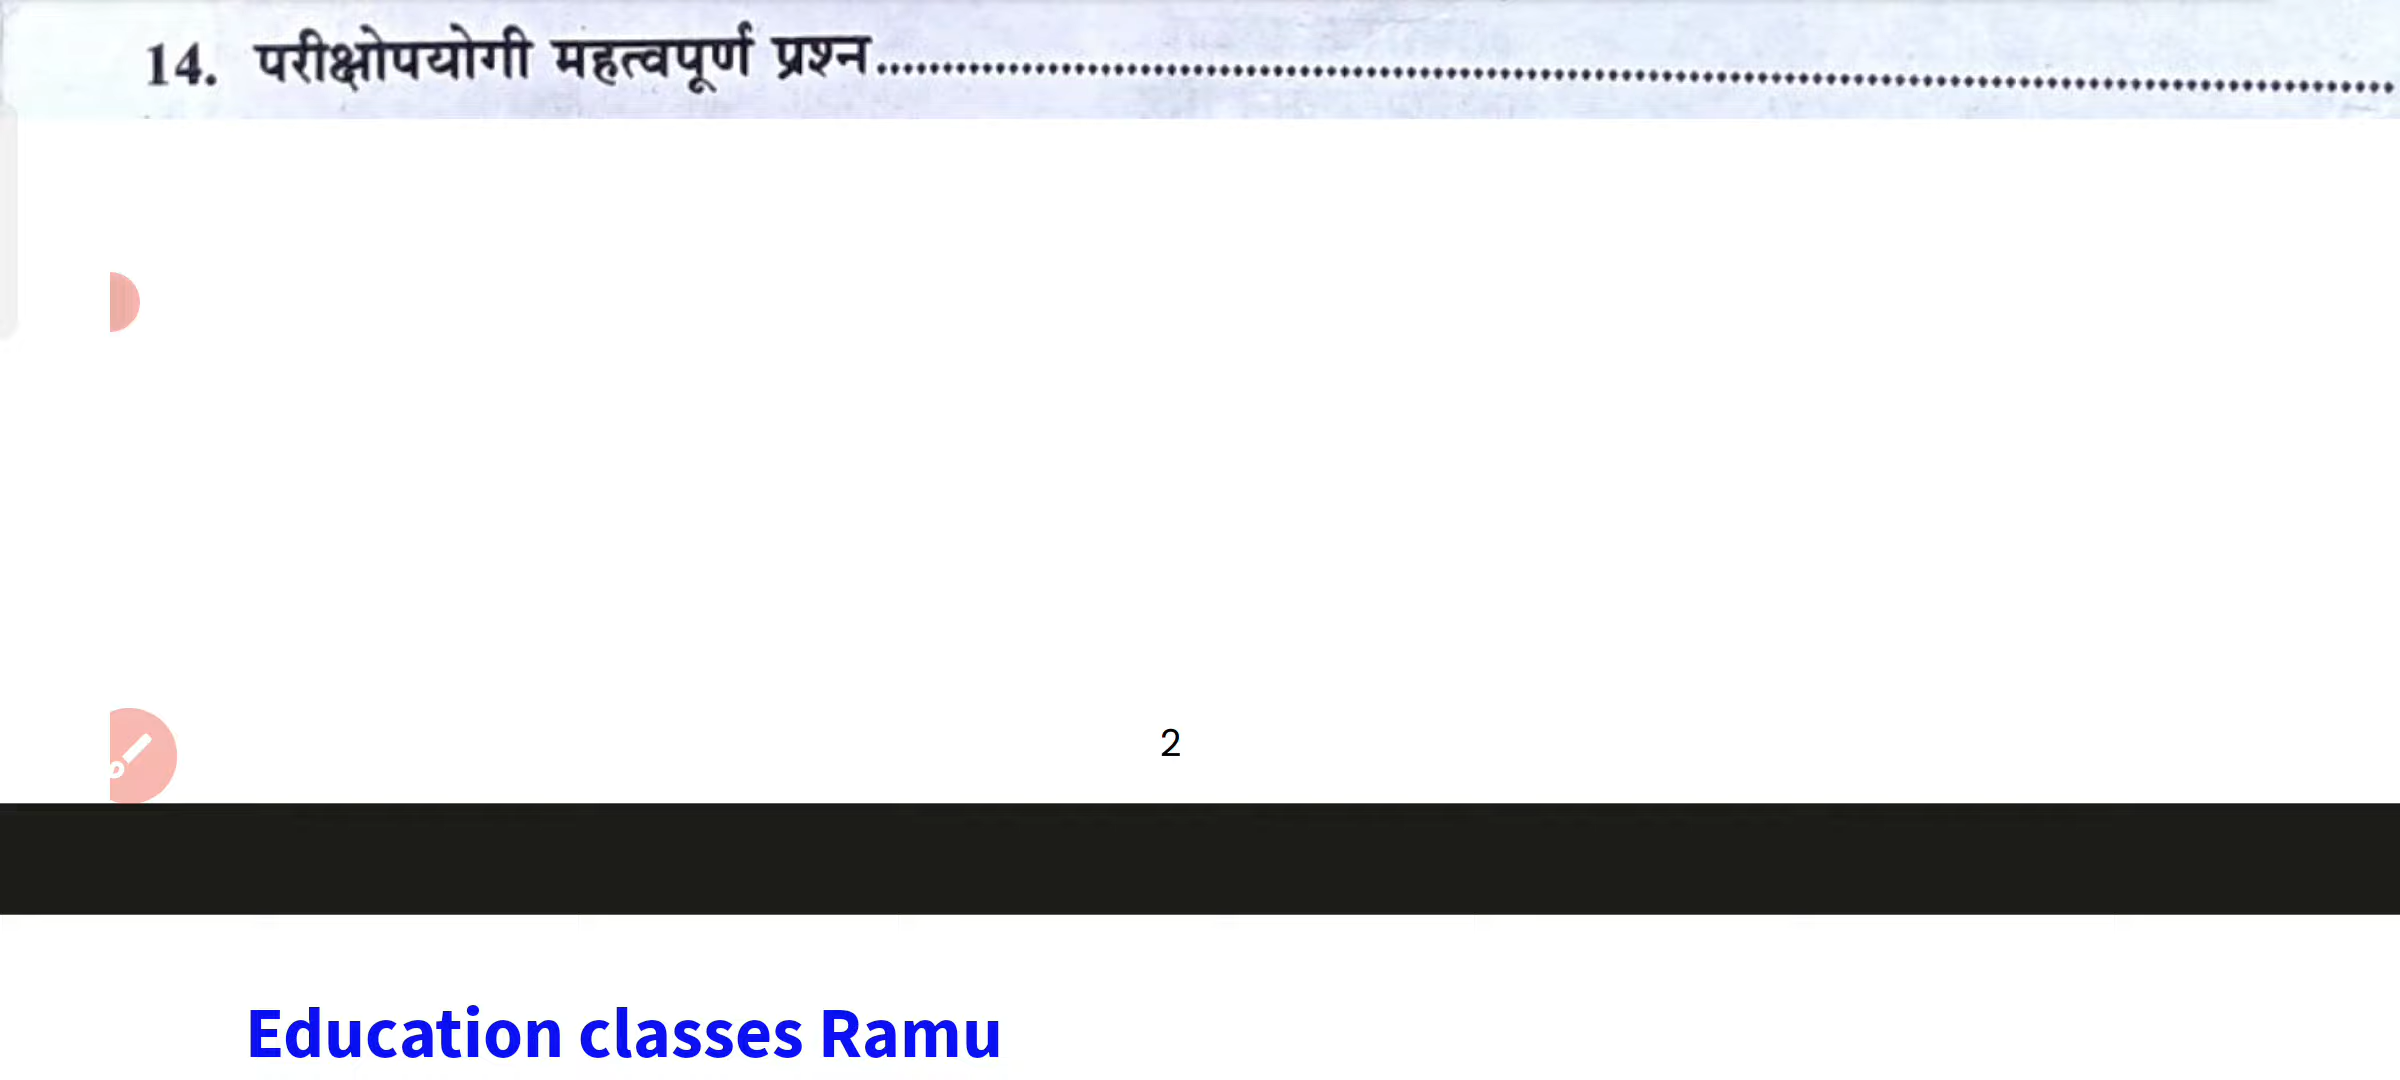 14. परीक्षोपयोगी महत्वपूर्ण प्रश्न........................................................................................................................
2
Education classes Ramu